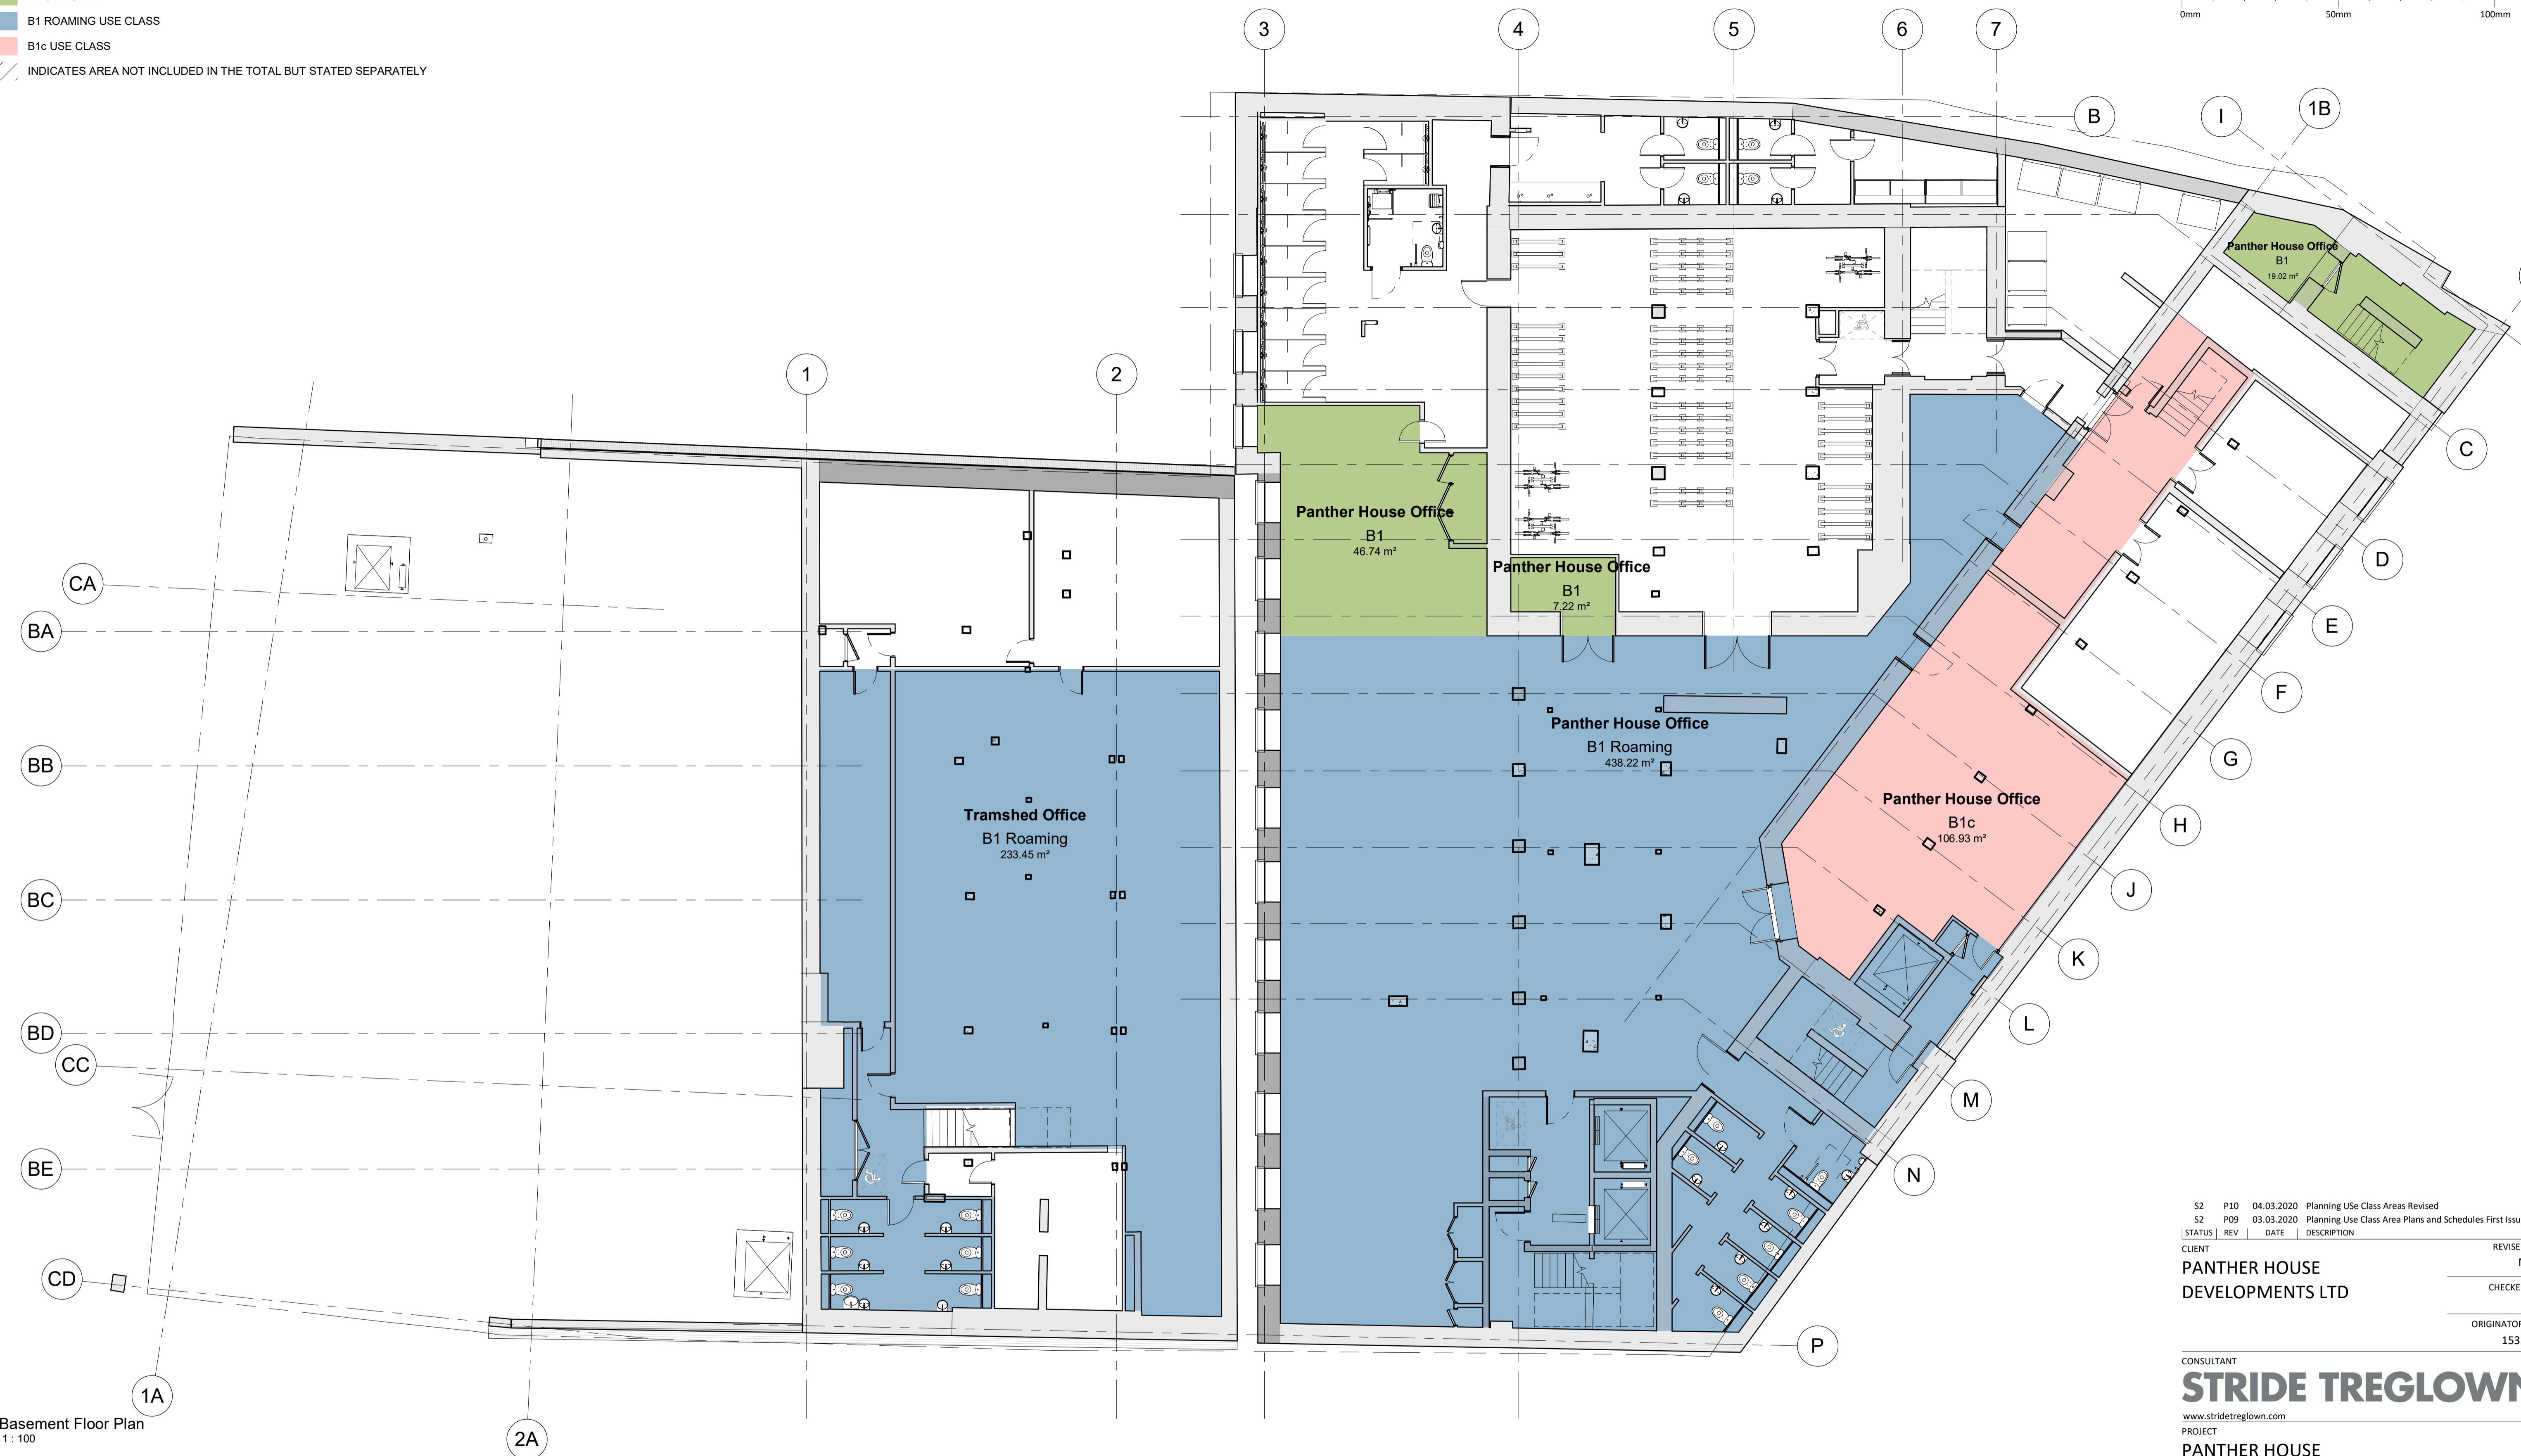 B1 ROAMING USE CLASS
B1c USE CLASS
INDICATES AREA NOT INCLUDED IN THE TOTAL BUT STATED SEPARATELY
0mm
50mm
100mm
3
4
5
6
7
B
I
1B
1
2
C
D
E
F
G
H
J
K
L
M
N
P
CA
BA
BB
BC
BD
CC
BE
CD
1A
2A
Panther House Office
B1
19.02 m²
Panther House Office
B1
46.74 m²
Panther House Office
B1
7.22 m²
Panther House Office
B1 Roaming
438.22 m²
Tramshed Office
B1 Roaming
233.45 m²
Panther House Office
B1c
106.93 m²
Basement Floor Plan
1 : 100
S2 P10 04.03.2020 Planning USe Class Areas Revised
S2 P09 03.03.2020 Planning Use Class Area Plans and Schedules First Issu
STATUS REV DATE DESCRIPTION
CLIENT
REVISE
PANTHER HOUSE
DEVELOPMENTS LTD
CHECKE
ORIGINATOR
153
CONSULTANT
STRIDE TREGLOWN
www.stridetreglown.com
PROJECT
PANTHER HOUSE